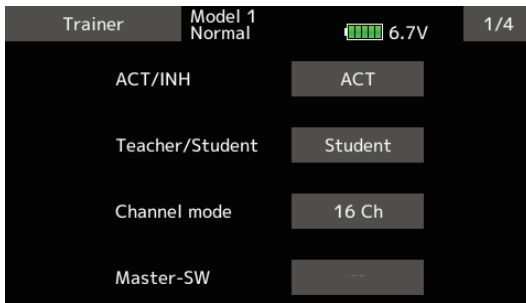 Trainer
Model 1
Normal
6.7V
1/4
ACT/INH ACT
Teacher/Student Student
Channel mode 16 Ch
Master-SW --